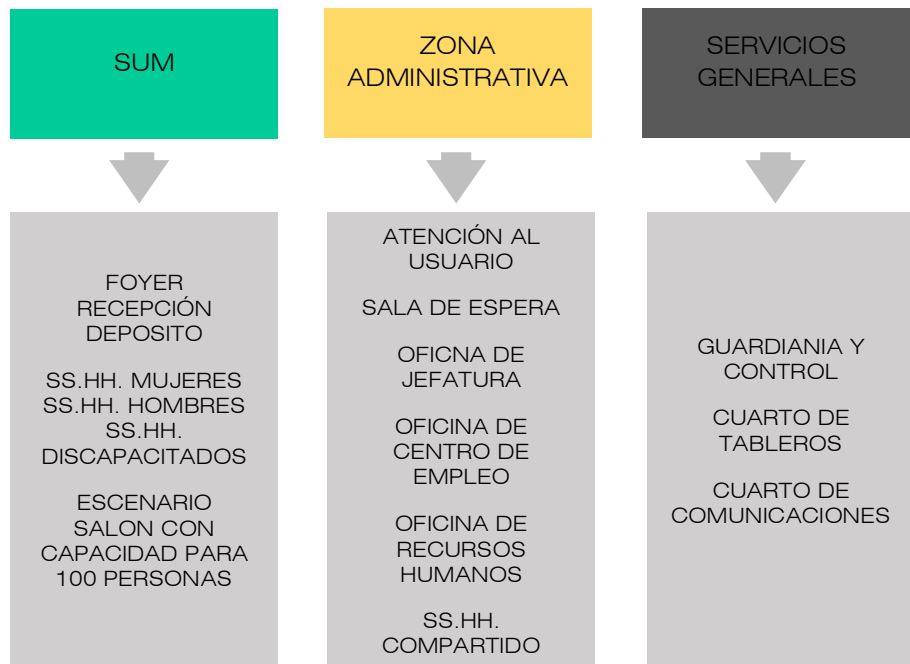 SUM
FOYER
RECEPCIÓN
DEPOSITO
SS.HH. MUJERES
SS.HH. HOMBRES
SS.HH.
DISCAPACITADOS
ESCENARIO
SALON CON
CAPACIDAD PARA
100 PERSONAS
ZONA
ADMINISTRATIVA
ATENCIÓN AL
USUARIO
SALA DE ESPERA
OFICNA DE
JEFATURA
OFICINA DE
CENTRO DE
EMPLEO
OFICINA DE
RECURSOS
HUMANOS
SS.HH.
COMPARTIDO
SERVICIOS
GENERALES
GUARDIANIA Y
CONTROL
CUARTO DE
TABLEROS
CUARTO DE
COMUNICACIONES